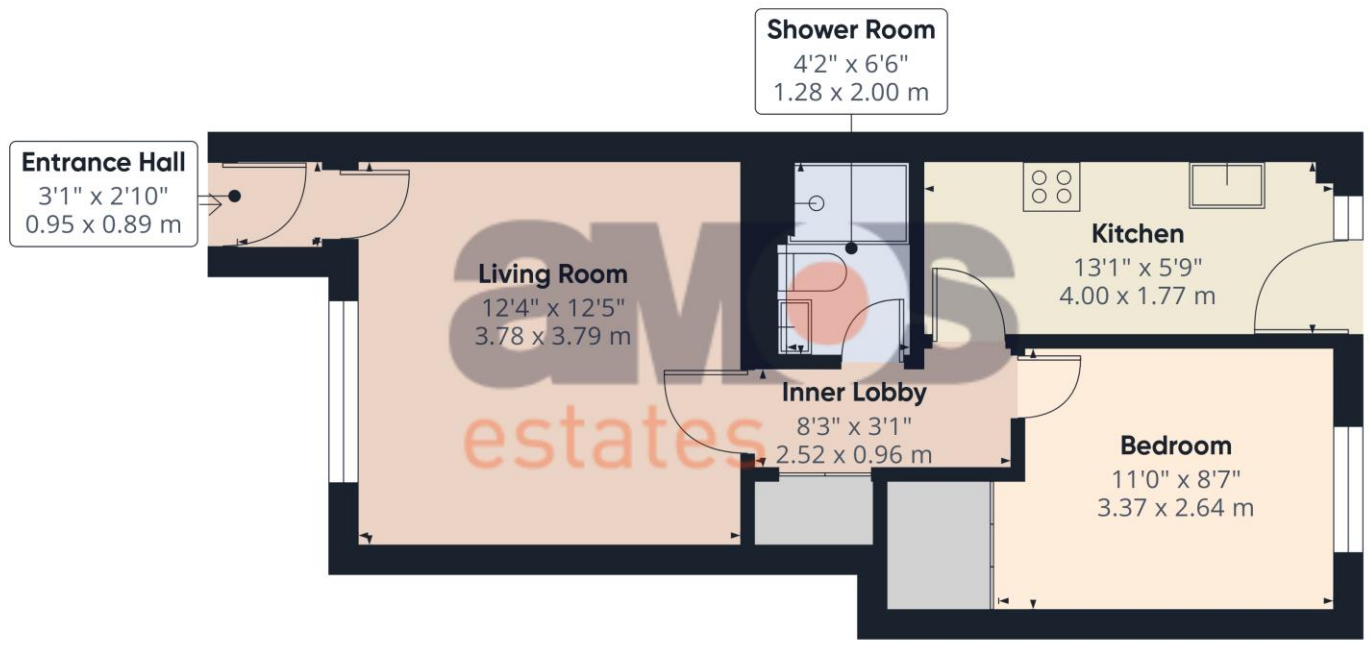 Shower Room
4'2" x 6'6"
1.28 x 2.00 m
Entrance Hall
3'1" x 2'10"
0.95 x 0.89 m
Living Room
12'4" x 12'5"
3.78 x 3.79 m
Kitchen
13'1" x 5'9"
4.00 x 1.77 m
Inner Lobby
8'3" x 3'1"
2.52 x 0.96 m
Bedroom
11'0" x 8'7"
3.37 x 2.64 m
amos
estates